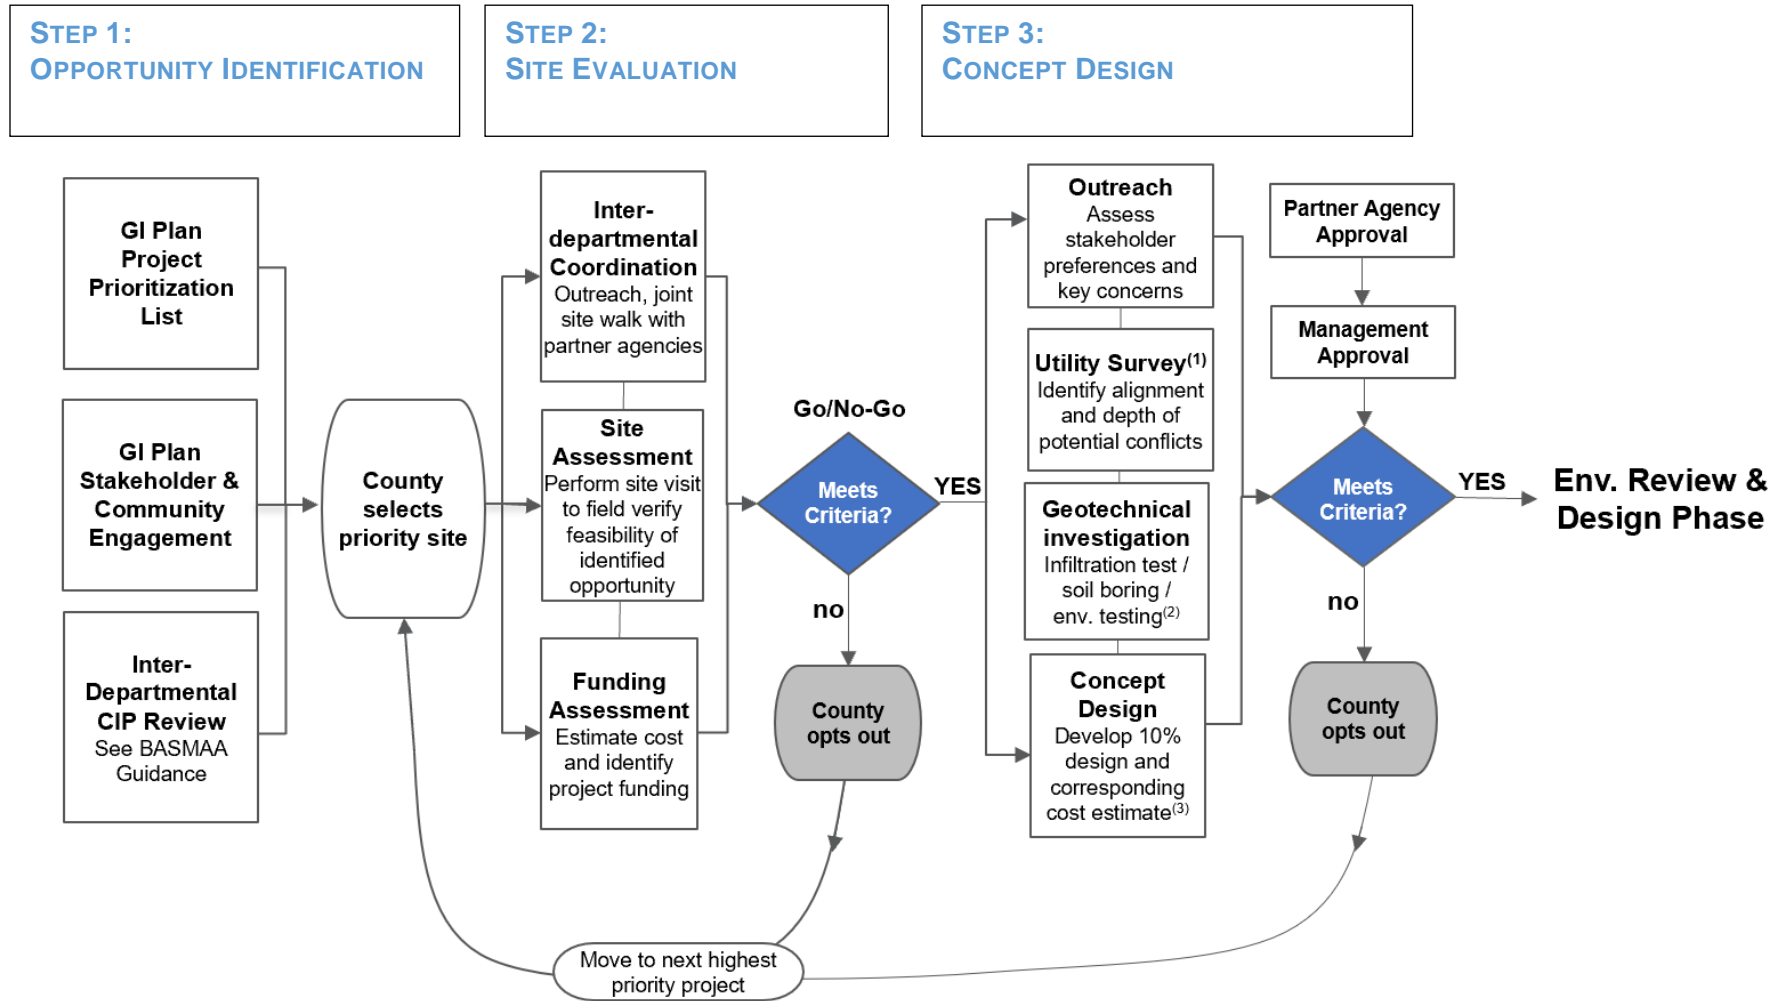 STEP 1:
OPPORTUNITY IDENTIFICATION
STEP 2:
SITE EVALUATION
STEP 3:
CONCEPT DESIGN
GI Plan
Project
Prioritization
List
GI Plan
Stakeholder &
Community
Engagement
Inter-
Departmental
CIP Review
See BASMAA
Guidance
County
selects
priority site
Inter-
departmental
Coordination
Outreach, joint
site walk with
partner agencies
Site
Assessment
Perform site visit
to field verify
feasibility of
identified
opportunity
Funding
Assessment
Estimate cost
and identify
project funding
Go/No-Go
Meets
Criteria?
YES
no
County
opts out
Outreach
Assess
stakeholder
preferences and
key concerns
Utility Survey(1)
Identify alignment
and depth of
potential conflicts
Geotechnical
investigation
Infiltration test /
soil boring /
env. testing(2)
Concept
Design
Develop 10%
design and
corresponding
cost estimate(3)
Partner Agency
Approval
Management
Approval
Meets
Criteria?
YES
no
County
opts out
Env. Review &
Design Phase
Move to next highest
priority project